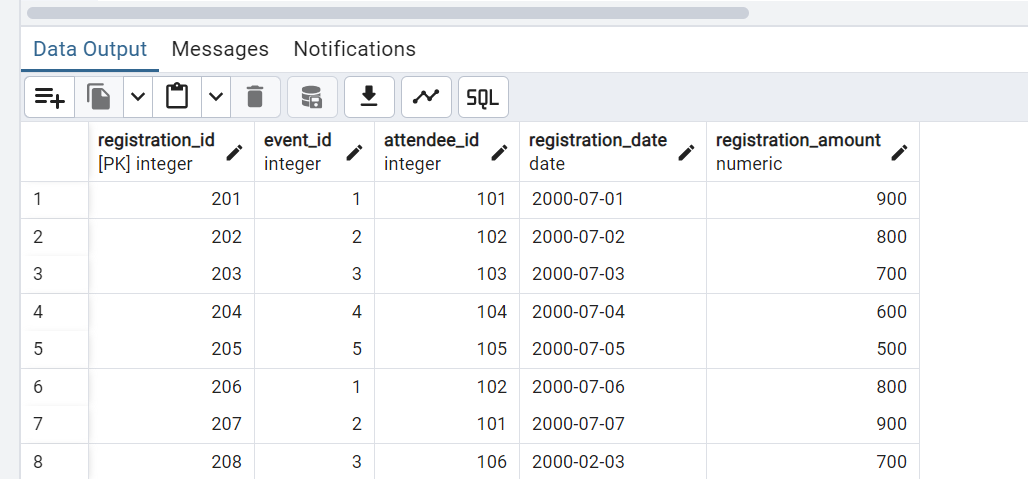 Data Output Messages Notifications
SQL
registration_id event_id attendee_id registration_date registration_amount
[PK] integer integer integer date numeric
1 201 1 101 2000-07-01 900
2 202 2 102 2000-07-02 800
3 203 3 103 2000-07-03 700
4 204 4 104 2000-07-04 600
5 205 5 105 2000-07-05 500
6 206 1 102 2000-07-06 800
7 207 2 101 2000-07-07 900
8 208 3 106 2000-02-03 700